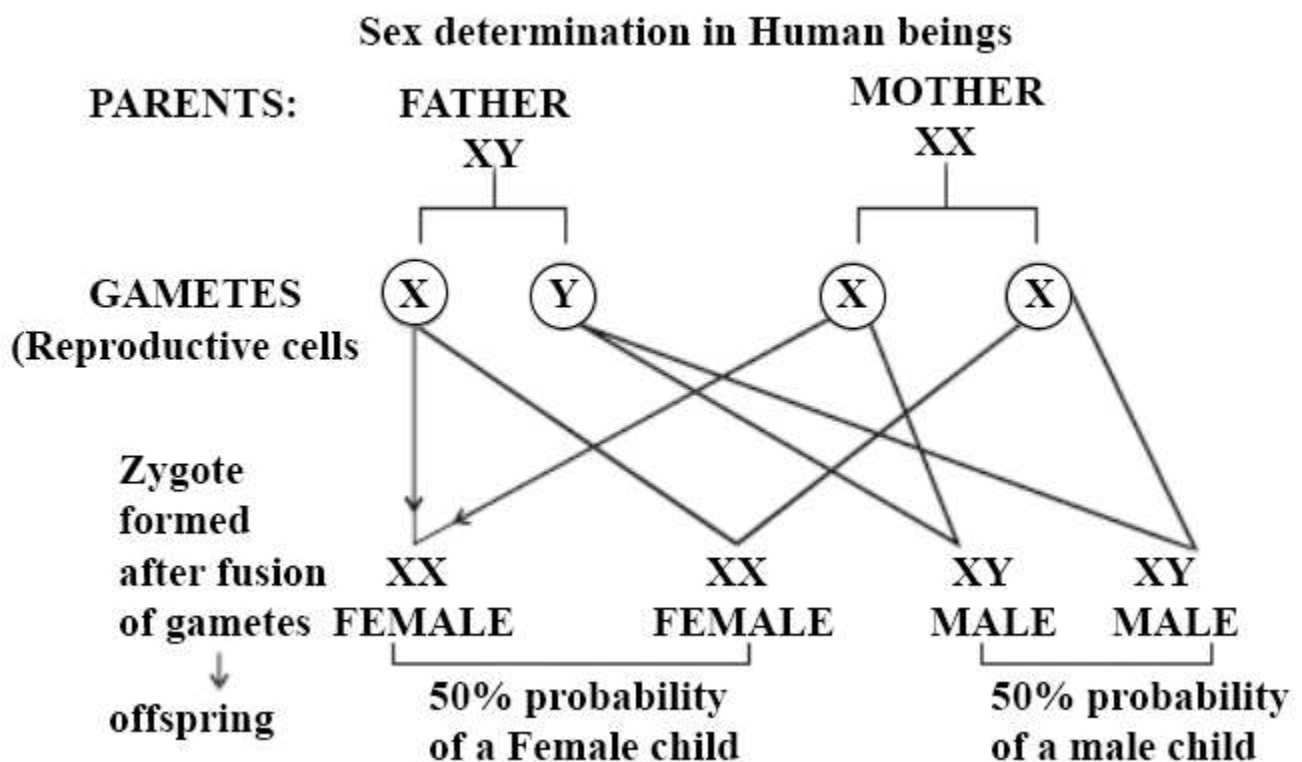 Sex determination in Human beings
PARENTS: FATHER MOTHER
XY XX
GAMETES X Y X X
(Reproductive cells
Zygote
formed
after fusion XX XX XY XY
of gametes FEMALE FEMALE MALE MALE
offspring
50% probability
of a Female child
50% probability
of a male child